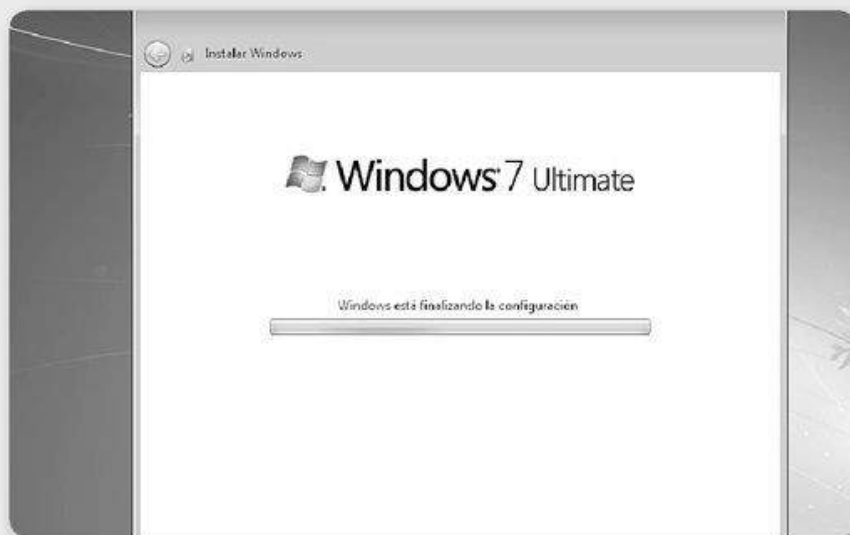 Instalar Windows
Windows 7 Ultimate
Windows está finalizando la configuración